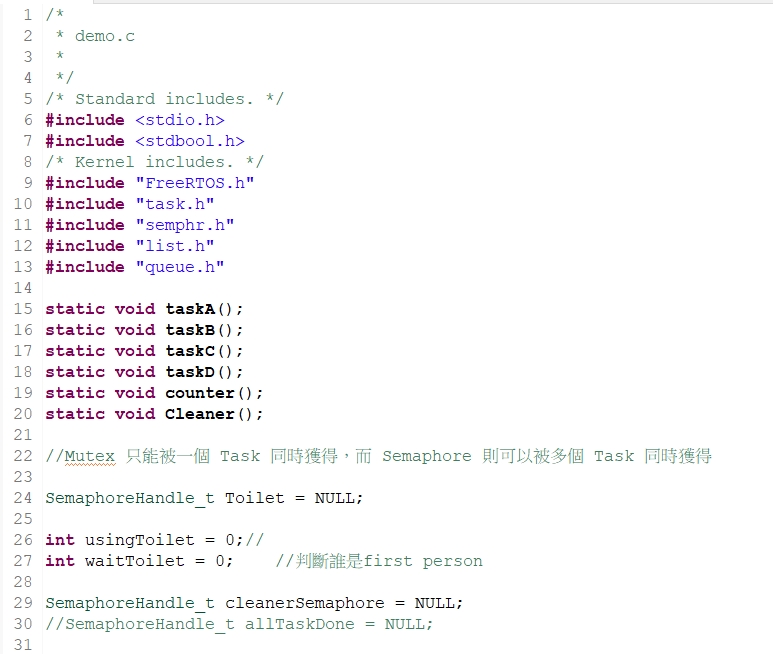 1 /*
2  * demo.c
3  *
4  */
5 /* Standard includes. */
6 #include <stdio.h>
7 #include <stdbool.h>
8 /* Kernel includes. */
9 #include "FreeRTOS.h"
10 #include "task.h"
11 #include "semphr.h"
12 #include "list.h"
13 #include "queue.h"
14
15 static void taskA();
16 static void taskB();
17 static void taskC();
18 static void taskD();
19 static void counter();
20 static void Cleaner();
21
22 //Mutex 只能被一個 Task 同時獲得，而 Semaphore 則可以被多個 Task 同時獲得
23
24 SemaphoreHandle_t Toilet = NULL;
25
26 int usingToilet = 0;//
27 int waitToilet = 0;    //判斷誰是first person
28
29 SemaphoreHandle_t cleanerSemaphore = NULL;
30 //SemaphoreHandle_t allTaskDone = NULL;
31